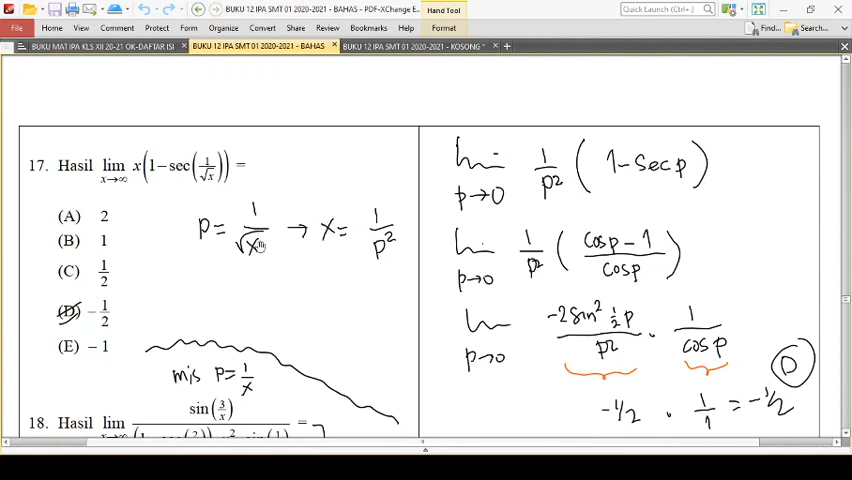 BUKU 12 IPA SMT 01 2020-2021 - BAHAS - PDF-XChange E...
Hand Tool
Quick Launch (Ctrl+.)
File Home Convert Share Comment Protect Form Organize View Bookmarks Help Format
Find...
Search...
BUKU MAT IPA KLS XII 20-21 OK-DAFTAR ISI × BUKU 12 IPA SMT 01 2020-2021 - BAHAS × BUKU 12 IPA SMT 01 2020-2021 - KOSONG * × +
17. Hasil lim x→∞ x(1−sec(1/√x)) =
(A) 2
(B) 1
(C) 1/2
(D) −1/2
(E) −1
P = 1/√x → x = 1/p²
mis P = 1/x
18. Hasil lim sin(3/x)
lim p→0 1/p² (1 − sec p)
lim p→0 1/p² (cos p − 1 / cos p)
lim p→0 −2 sin² ½p / p² · 1 / cos p
D
−1/2 · 1/1 = −1/2